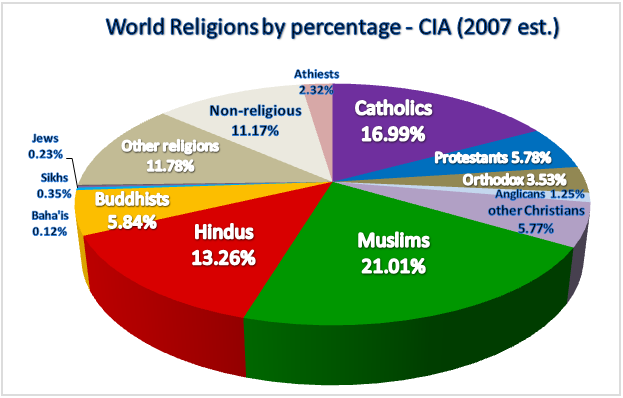 World Religions by percentage - CIA (2007 est.)
Athiests
2.32%
Catholics
16.99%
Non-religious
11.17%
Jews
0.23%
Other religions
11.78%
Protestants 5.78%
Sikhs
0.35%
Orthodox 3.53%
Anglicans 1.25%
Buddhists
5.84%
other Christians
5.77%
Baha'is
0.12%
Hindus
13.26%
Muslims
21.01%